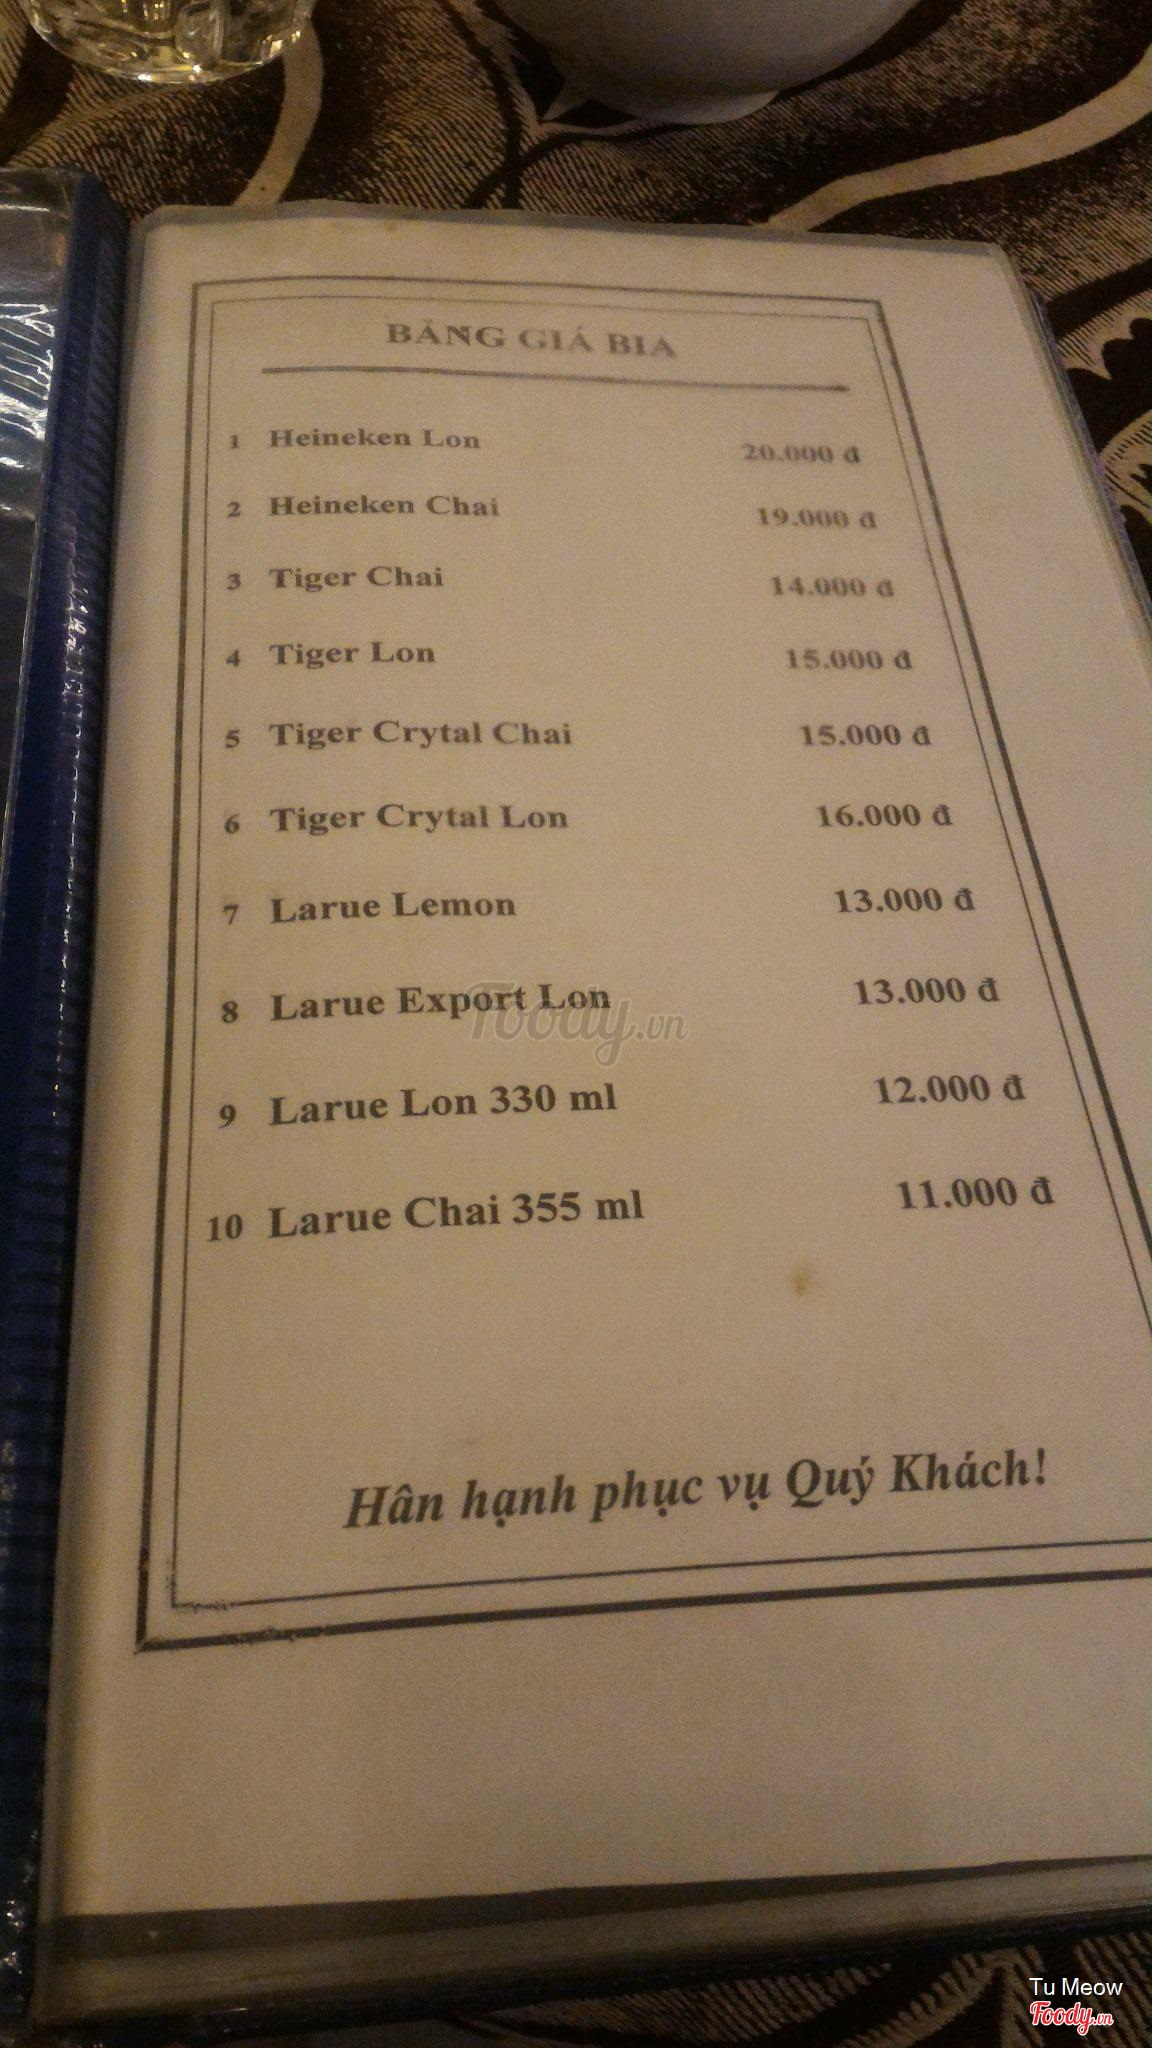 BẢNG GIÁ BIA
1 Heineken Lon 20.000 đ
2 Heineken Chai 19.000 đ
3 Tiger Chai 14.000 đ
4 Tiger Lon 15.000 đ
5 Tiger Crytal Chai 15.000 đ
6 Tiger Crytal Lon 16.000 đ
7 Larue Lemon 13.000 đ
8 Larue Export Lon 13.000 đ
Foody.vn
9 Larue Lon 330 ml 12.000 đ
10 Larue Chai 355 ml 11.000 đ
Hân hạnh phục vụ Quý Khách!
Tu Meow
Foody.vn